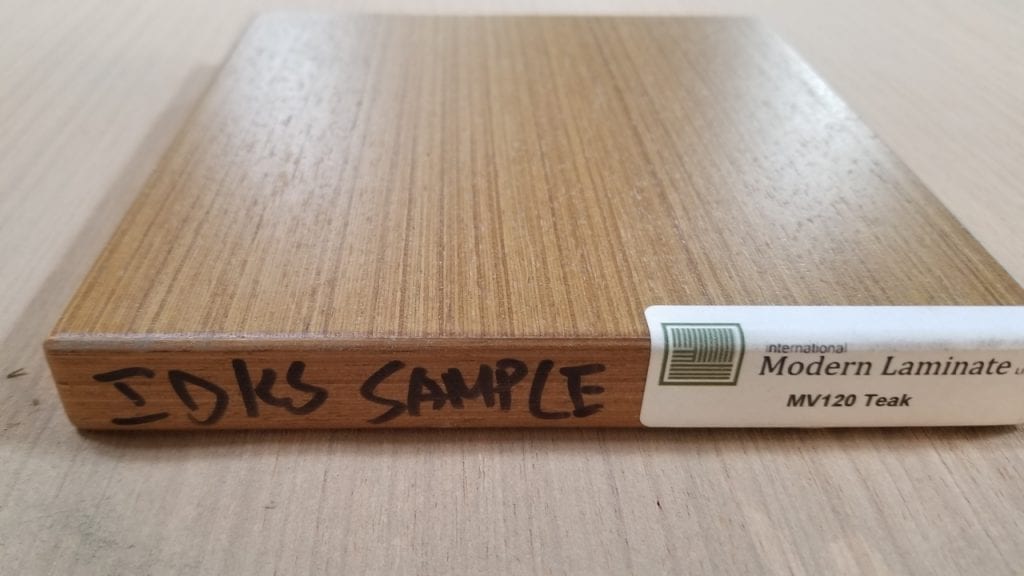 IDKS SAMPLE
International
Modern Laminate
MV120 Teak